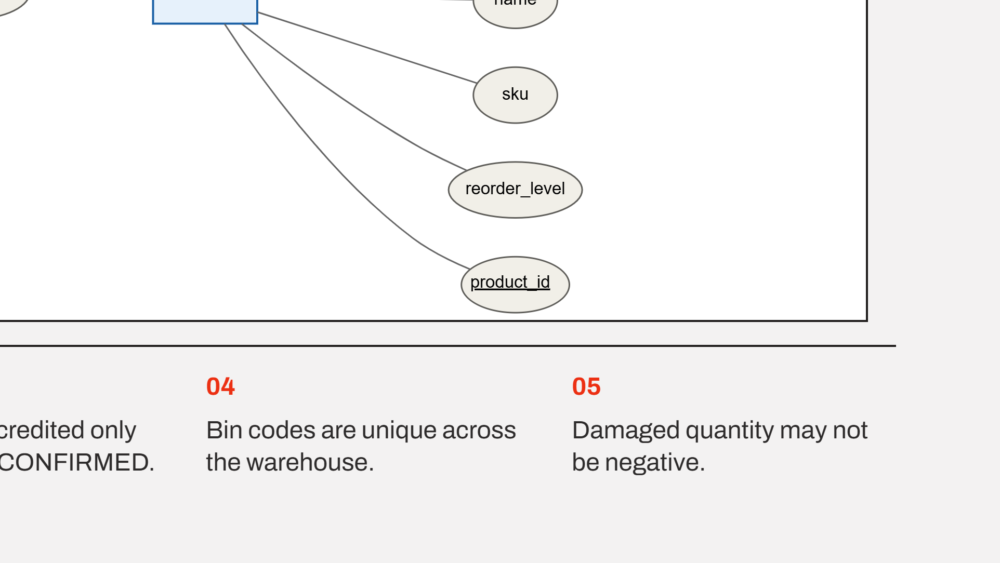 name
sku
reorder_level
product_id
credited only
CONFIRMED.
04
Bin codes are unique across
the warehouse.
05
Damaged quantity may not
be negative.